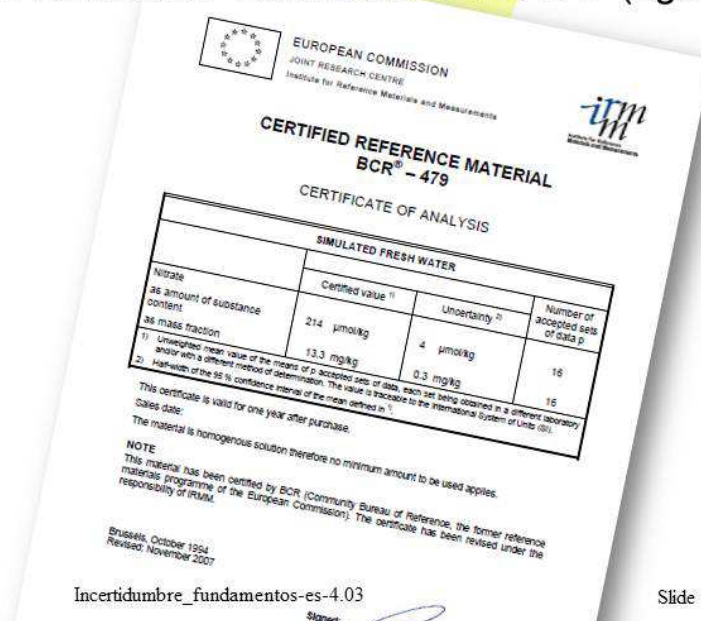 EUROPEAN COMMISSION
JOINT RESEARCH CENTRE
Institute for Reference Materials and Measurements
irmm
Institute for Reference
Materials and Measurements
CERTIFIED REFERENCE MATERIAL
BCR® – 479
CERTIFICATE OF ANALYSIS
SIMULATED FRESH WATER
Certified value 1)
Uncertainty 2)
Number of
accepted sets
of data p
Nitrate
as amount of substance
content
214 µmol/kg
4 µmol/kg
16
as mass fraction
13.3 mg/kg
0.3 mg/kg
16
1) Unweighted mean value of the means of p accepted sets of data, each set being obtained in a different laboratory
and/or with a different method of determination. The value is traceable to the International System of Units (SI).
2) Half-width of the 95 % confidence interval of the mean defined in 1).
This certificate is valid for one year after purchase.
Sales date:
The material is homogenous solution therefore no minimum amount to be used applies.
NOTE
This material has been certified by BCR (Community Bureau of Reference, the former reference
materials programme of the European Commission). The certificate has been revised under the
responsibility of IRMM.
Brussels, October 1994
Revised: November 2007
Signed:
Incertidumbre_fundamentos-es-4.03
Slide